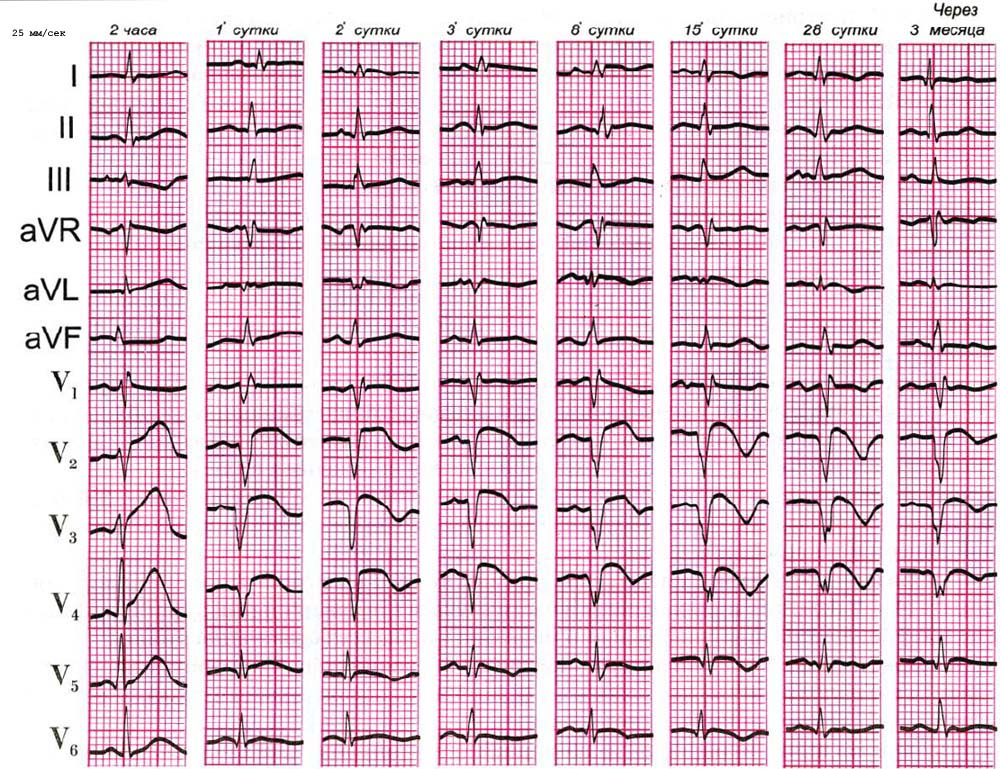 25 мм/сек
2 часа
1˙ сутки
2˙ сутки
3˙ сутки
6˙ сутки
15˙ сутки
26˙ сутки
Через
3 месяца
I
II
III
aVR
aVL
aVF
V1
V2
V3
V4
V5
V6